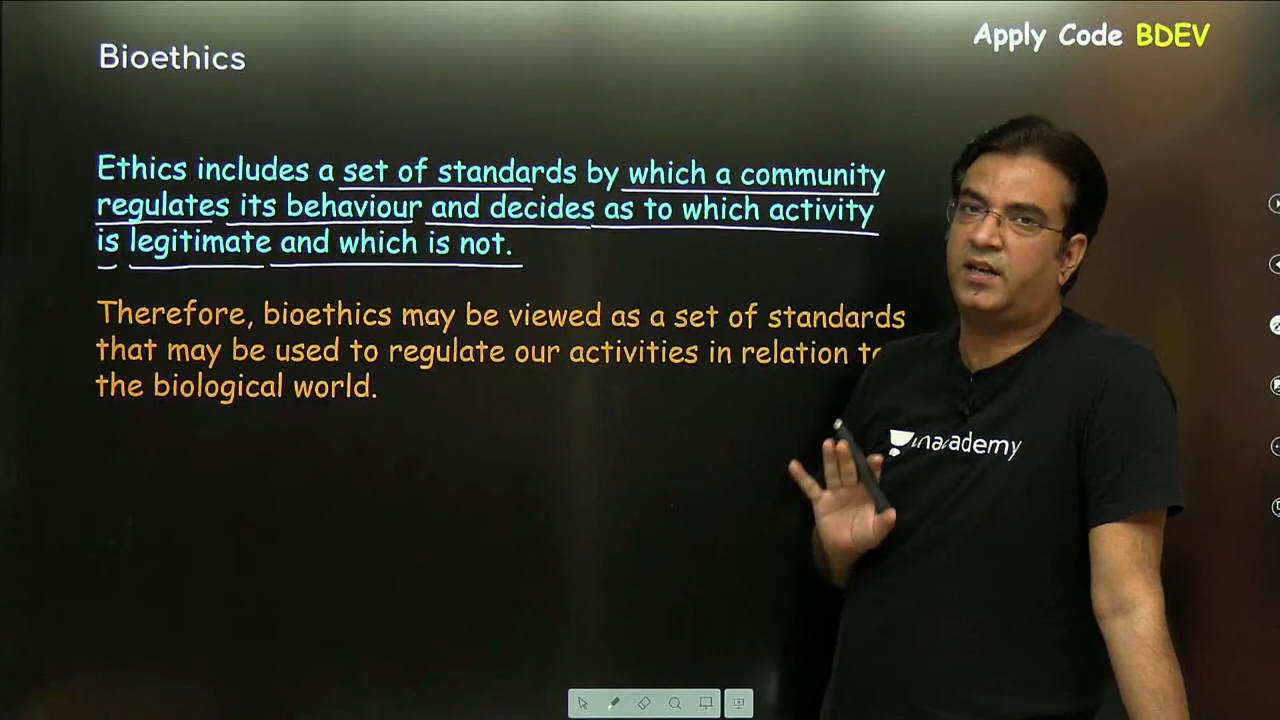 Apply Code BDEV
Bioethics
Ethics includes a set of standards by which a community
regulates its behaviour and decides as to which activity
is legitimate and which is not.
Therefore, bioethics may be viewed as a set of standards
that may be used to regulate our activities in relation to
the biological world.
unacademy